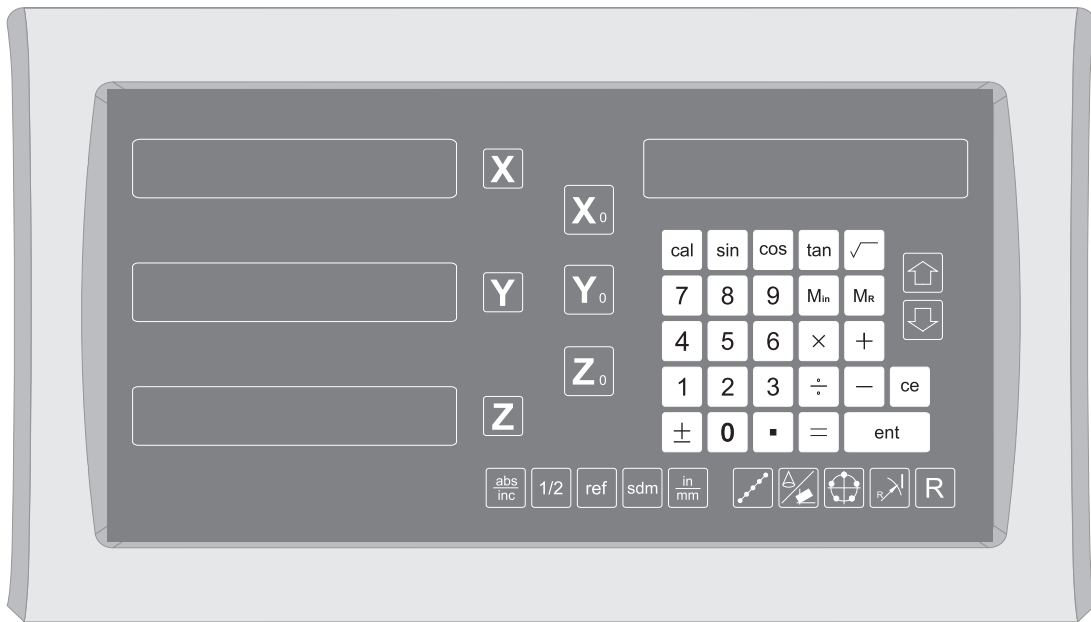 X
X0
Y
Y0
Z0
Z
cal sin cos tan √
7 8 9 Min MR
4 5 6 × +
1 2 3 ÷ − ce
± 0 . = ent
abs
inc
1/2 ref sdm
in
mm
R
R